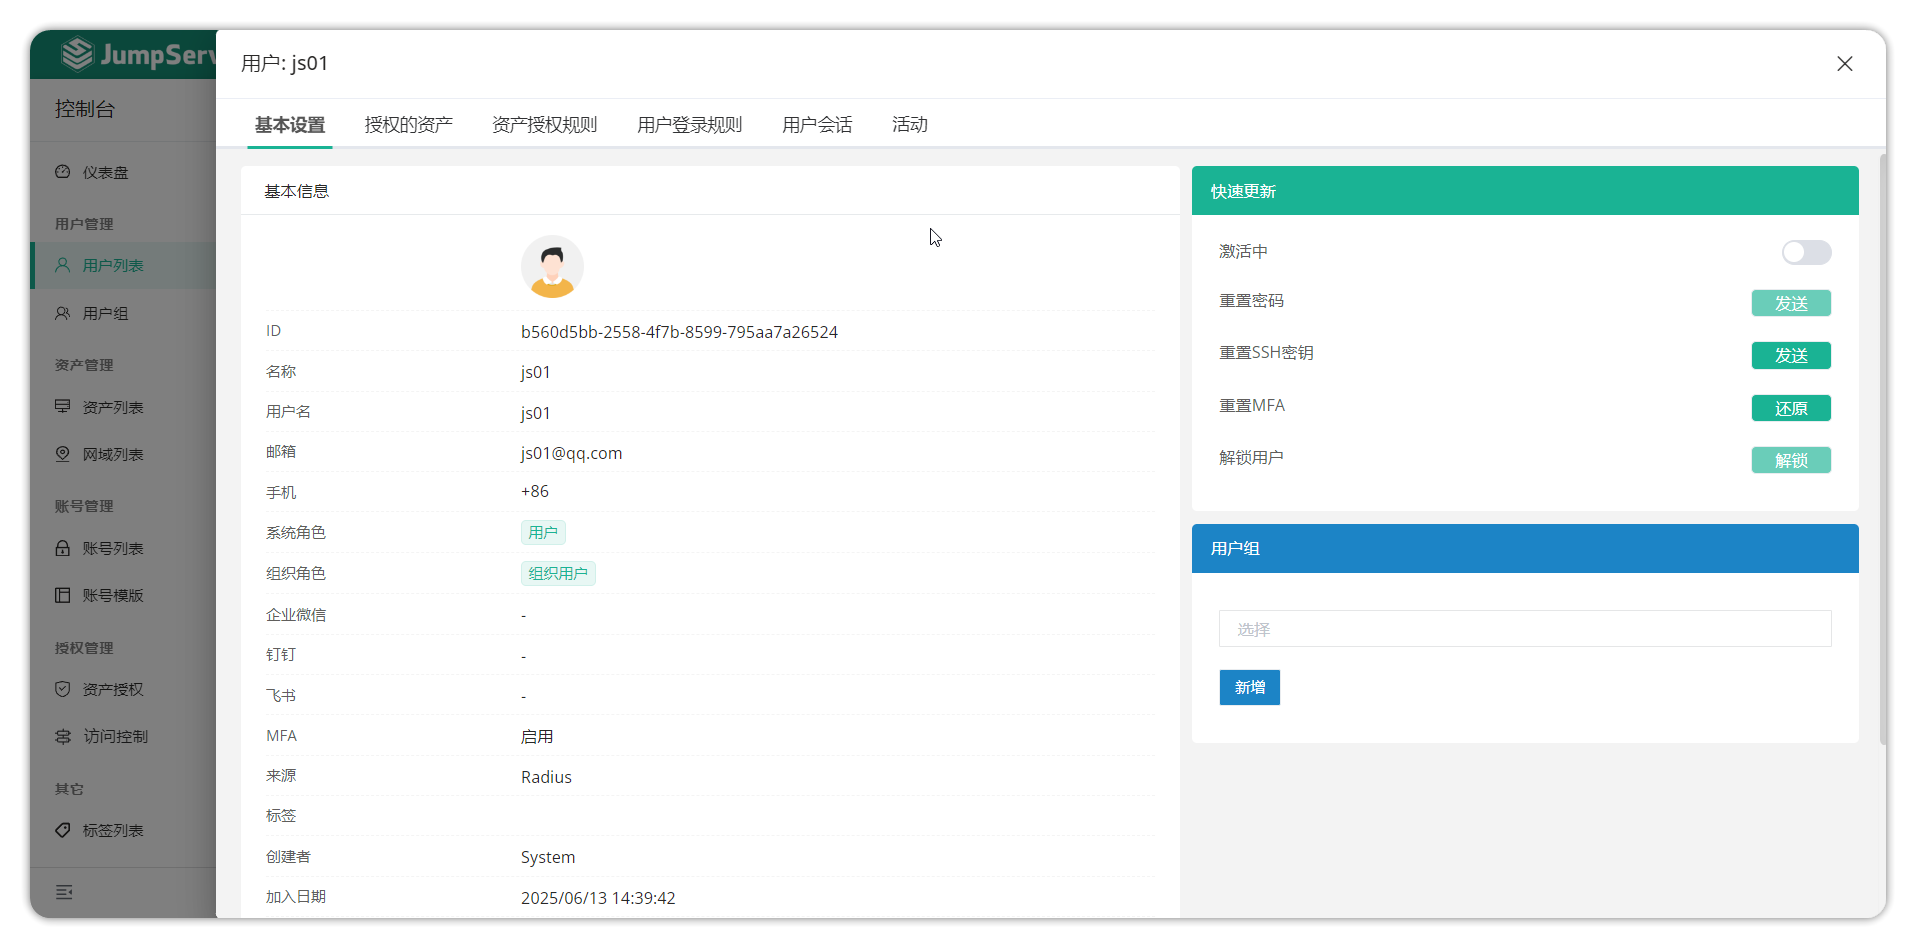 JumpServ
控制台
仪表盘
用户管理
用户列表
用户组
资产管理
资产列表
网域列表
账号管理
账号列表
账号模版
授权管理
资产授权
访问控制
其它
标签列表
用户: js01
基本设置 授权的资产 资产授权规则 用户登录规则 用户会话 活动
基本信息
ID b560d5bb-2558-4f7b-8599-795aa7a26524
名称 js01
用户名 js01
邮箱 js01@qq.com
手机 +86
系统角色 用户
组织角色 组织用户
企业微信 -
钉钉 -
飞书 -
MFA 启用
来源 Radius
标签
创建者 System
加入日期 2025/06/13 14:39:42
快速更新
激活中
重置密码 发送
重置SSH密钥 发送
重置MFA 还原
解锁用户 解锁
用户组
选择
新增